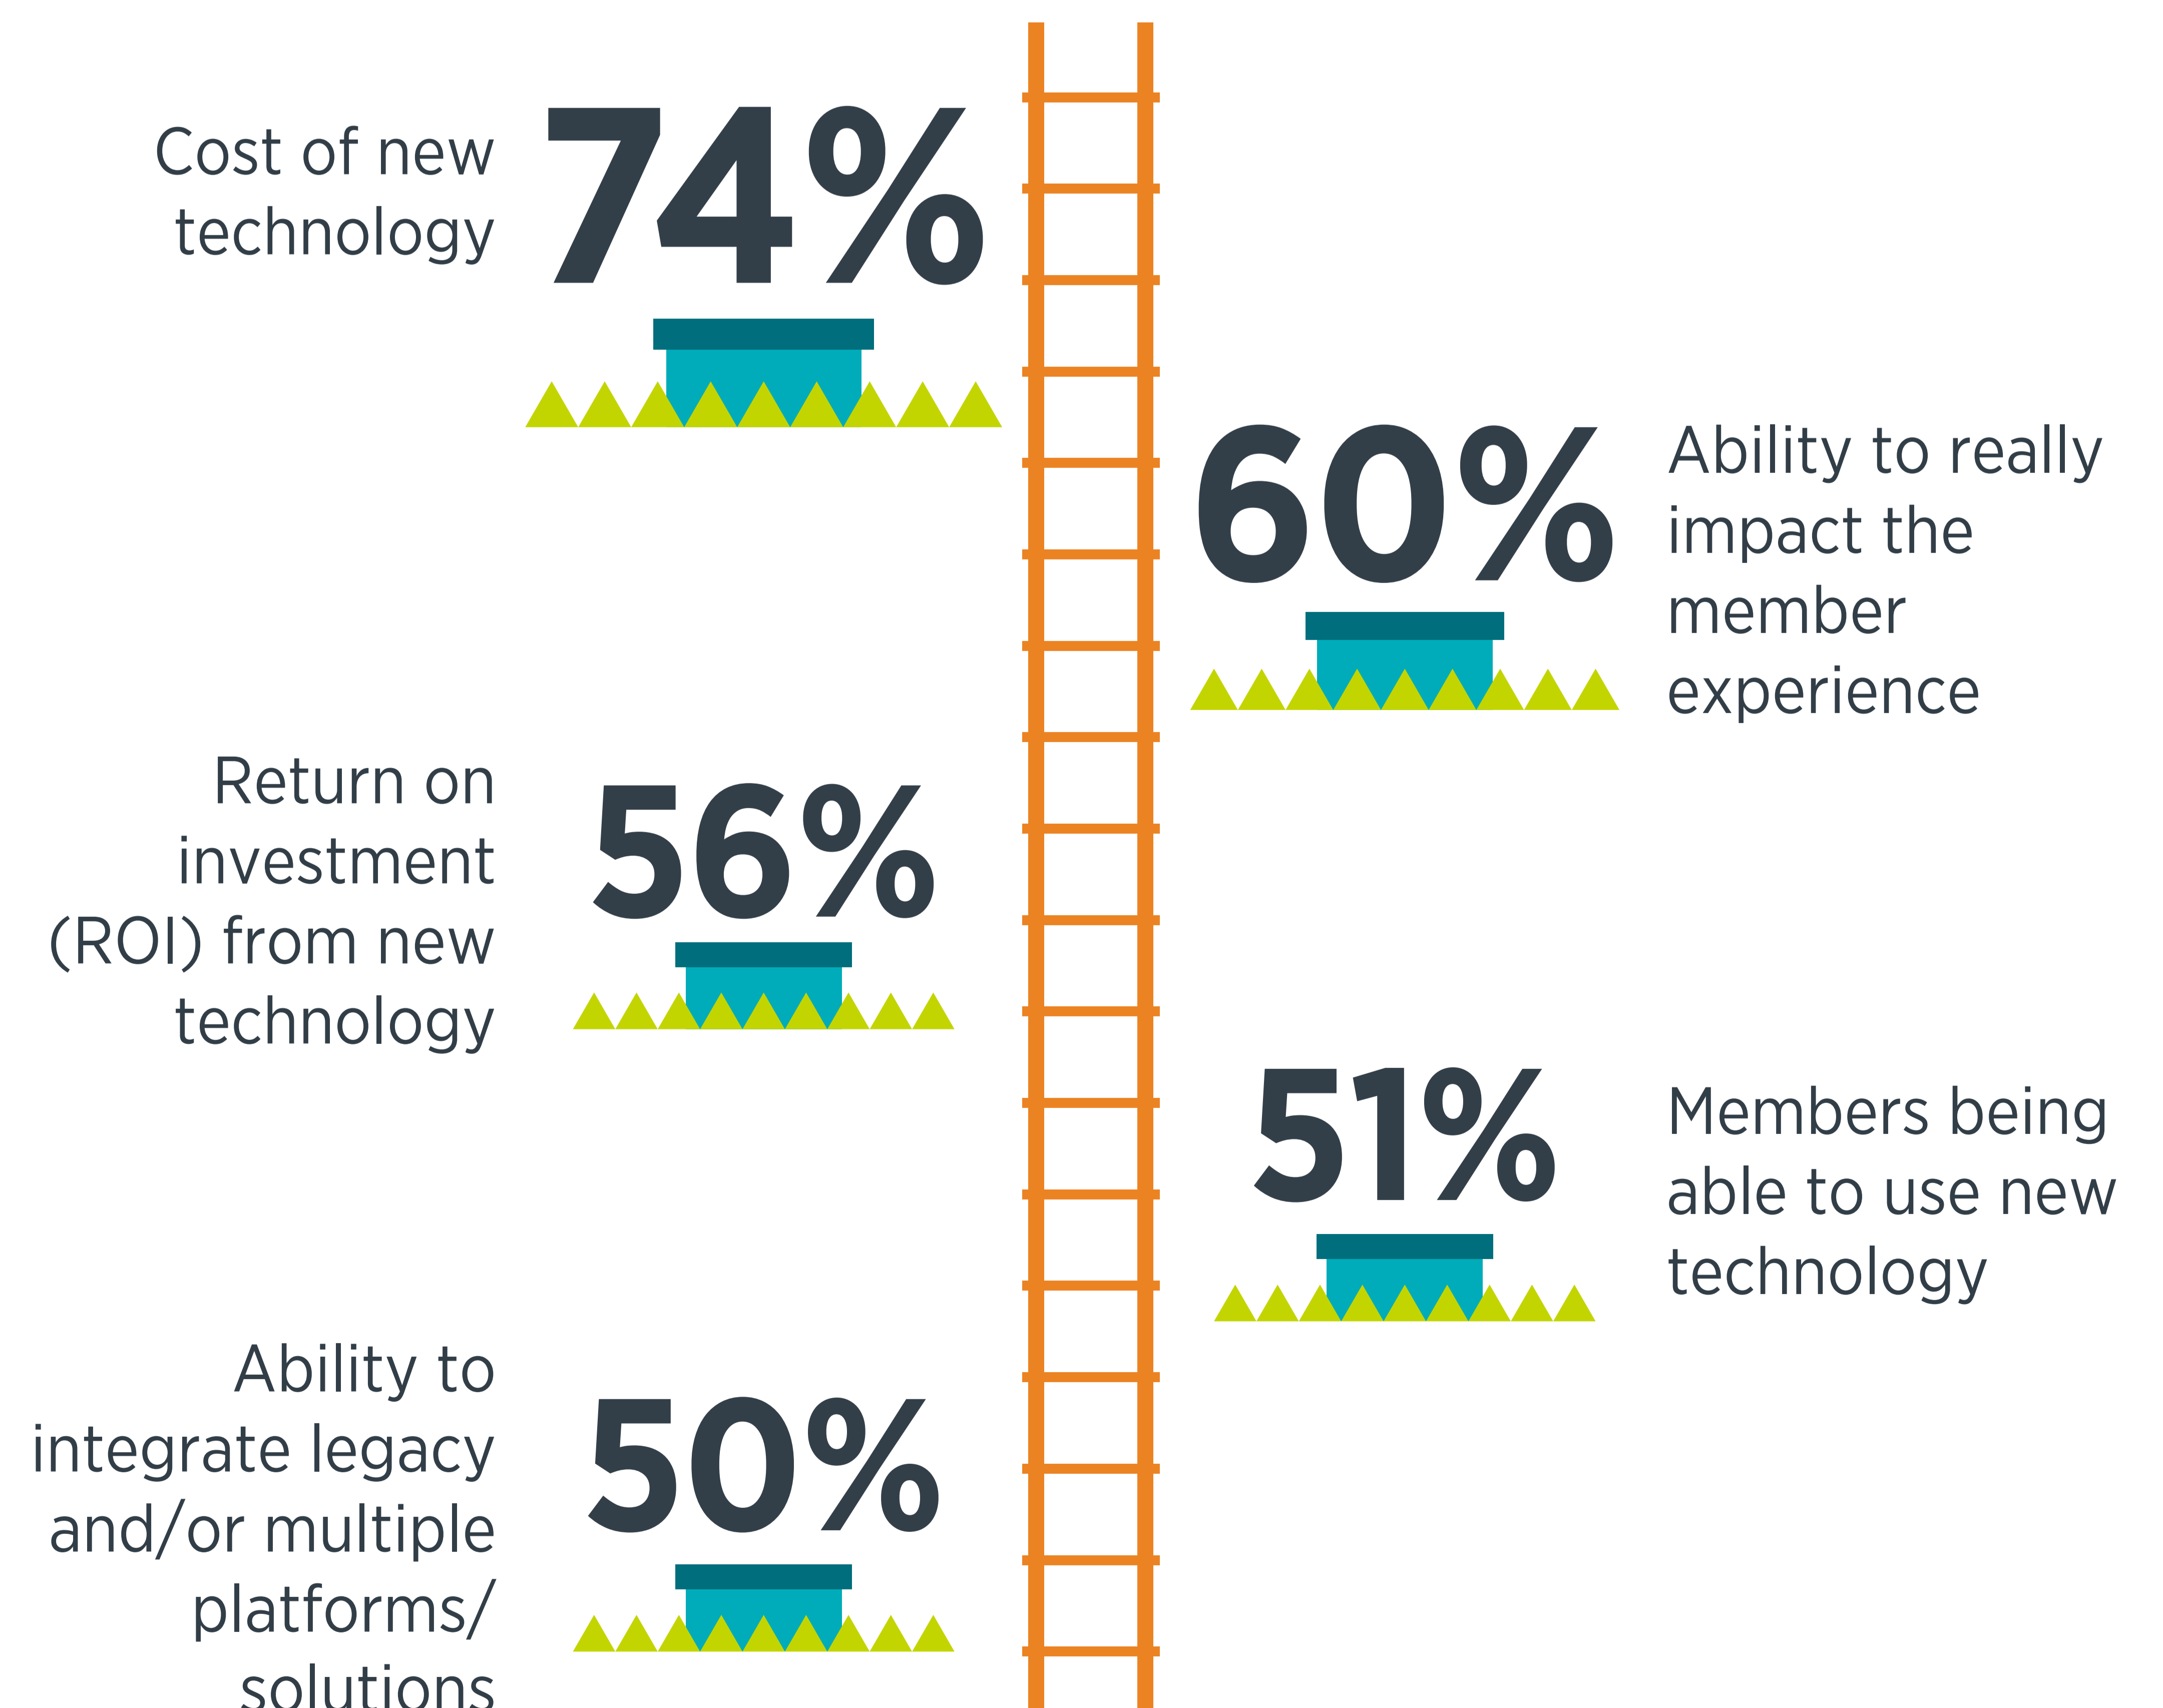 Cost of new
technology
74%
60%
Ability to really
impact the
member
experience
Return on
investment
(ROI) from new
technology
56%
51%
Members being
able to use new
technology
Ability to
integrate legacy
and/or multiple
platforms/
solutions
50%